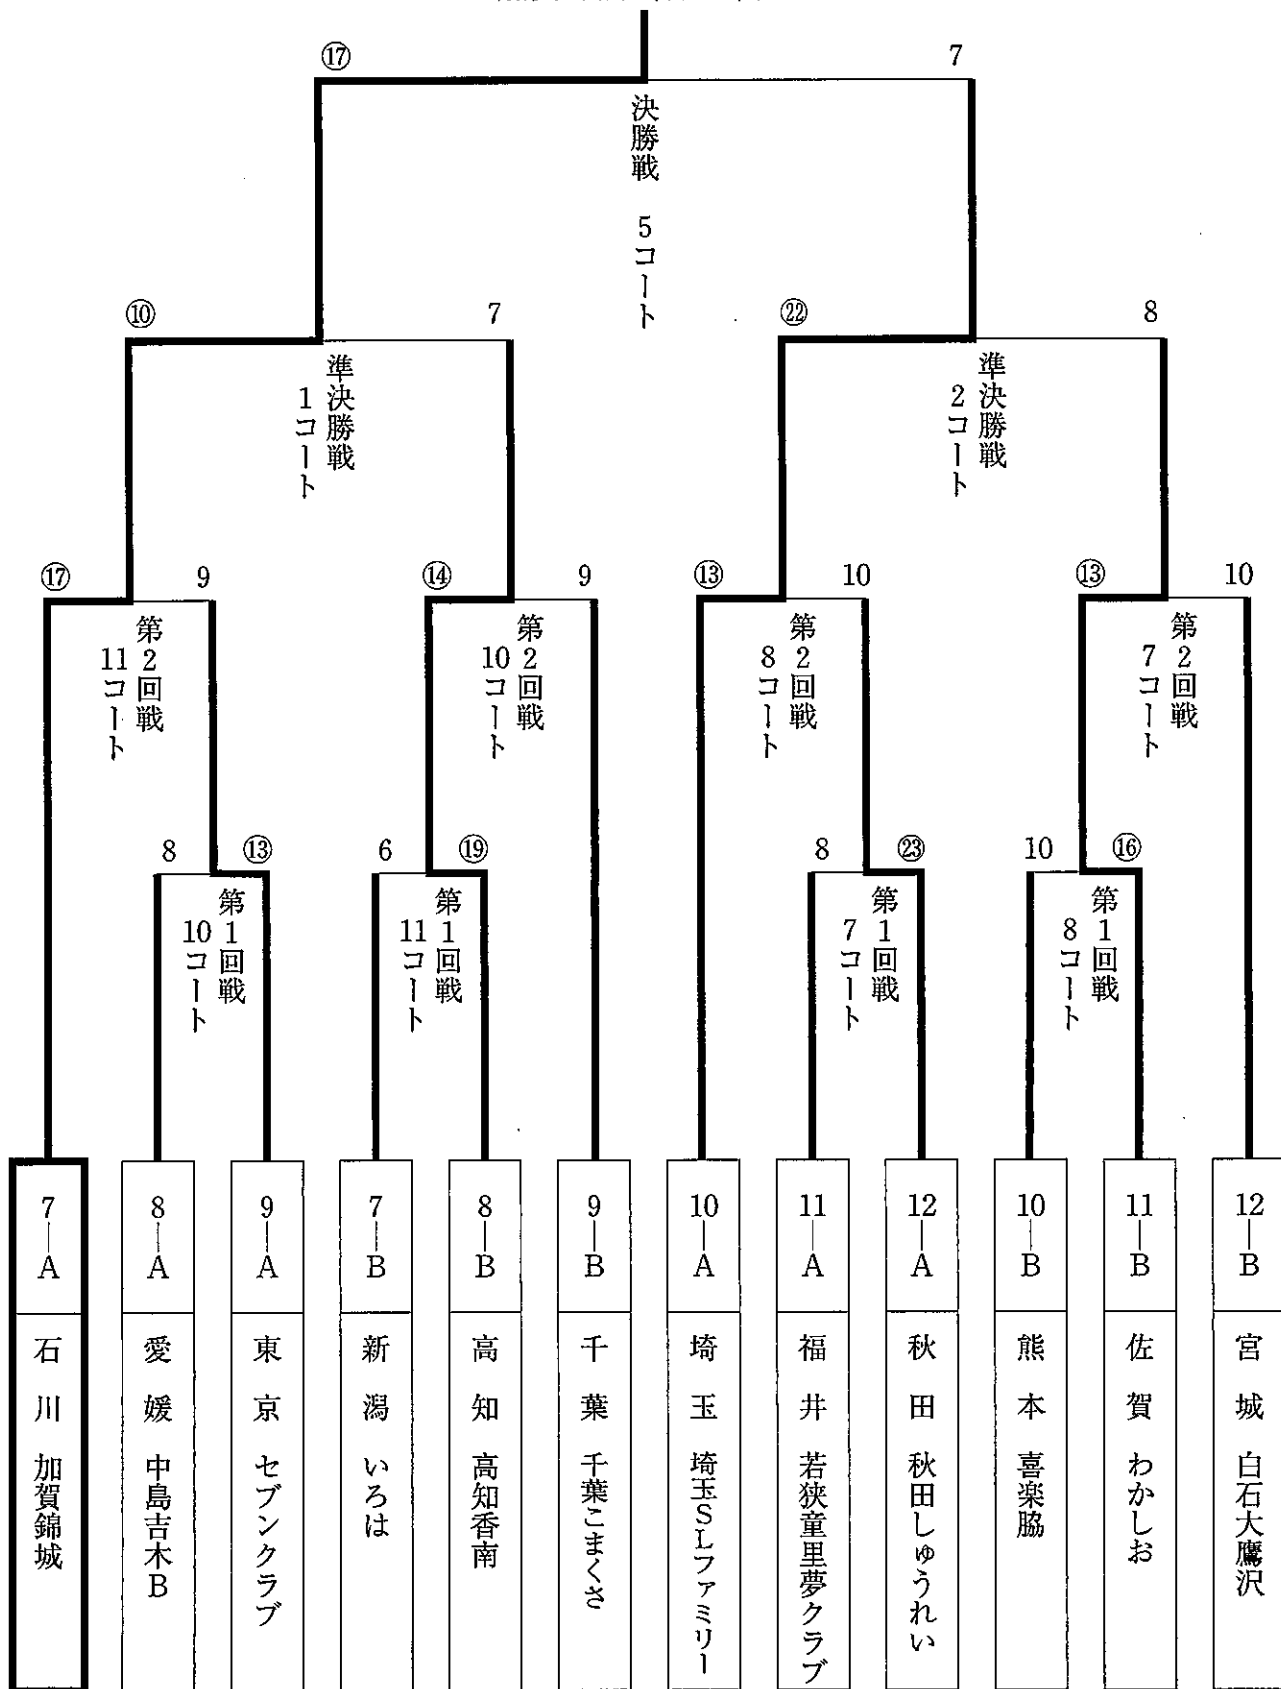 ⑰ 7
決勝戦 5コート
⑩ 7 ㉒ 8
準決勝戦 1コート
準決勝戦 2コート
⑰ 9 ⑭ 9 ⑬ 10 ⑬ 10
第2回戦 11コート
第2回戦 10コート
第2回戦 8コート
第2回戦 7コート
8 ⑬ 6 ⑲ 8 ㉓ 10 ⑯
第1回戦 10コート
第1回戦 11コート
第1回戦 7コート
第1回戦 8コート
7―A 石川 加賀錦城
8―A 愛媛 中島吉木B
9―A 東京 セブンクラブ
7―B 新潟 いろは
8―B 高知 高知香南
9―B 千葉 千葉こまくさ
10―A 埼玉 埼玉SLファミリー
11―A 福井 若狭童里夢クラブ
12―A 秋田 秋田しゅうれい
10―B 熊本 喜楽脇
11―B 佐賀 わかしお
12―B 宮城 白石大鷹沢